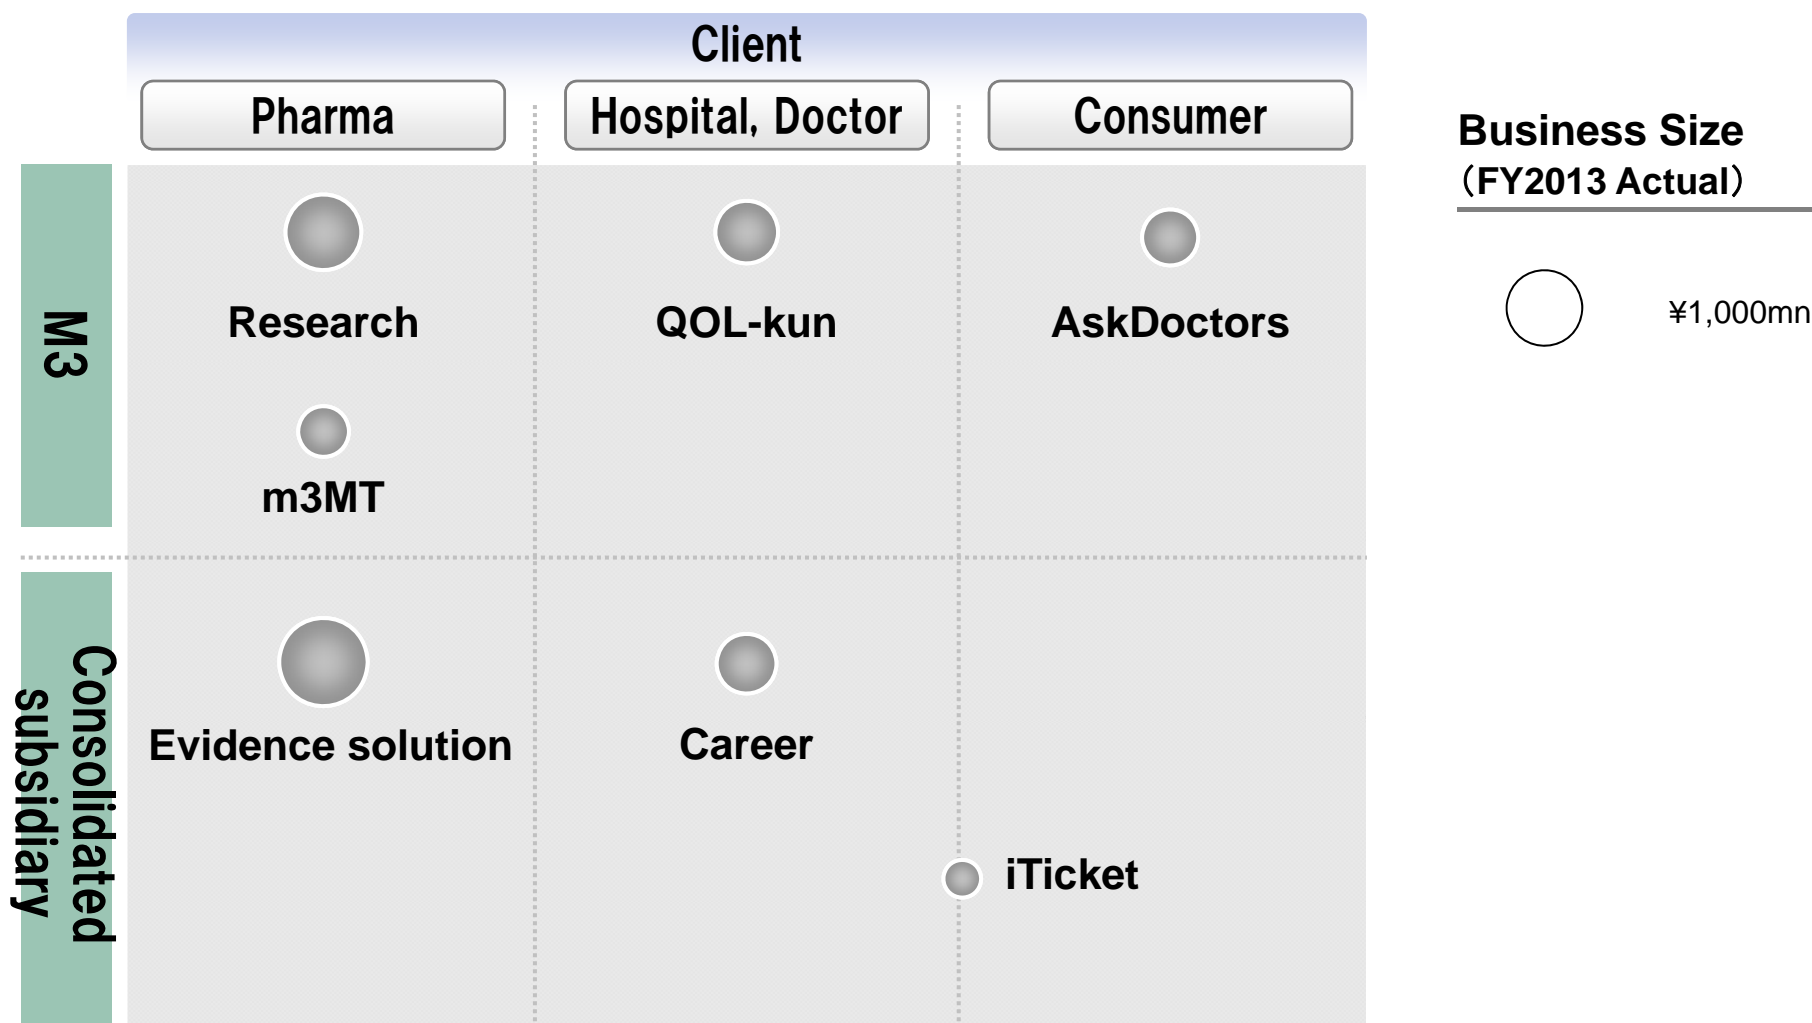 Client
Pharma
Hospital, Doctor
Consumer
Business Size
（FY2013 Actual）
¥1,000mn
M3
Research
QOL-kun
AskDoctors
m3MT
Consolidated
subsidiary
Evidence solution
Career
iTicket